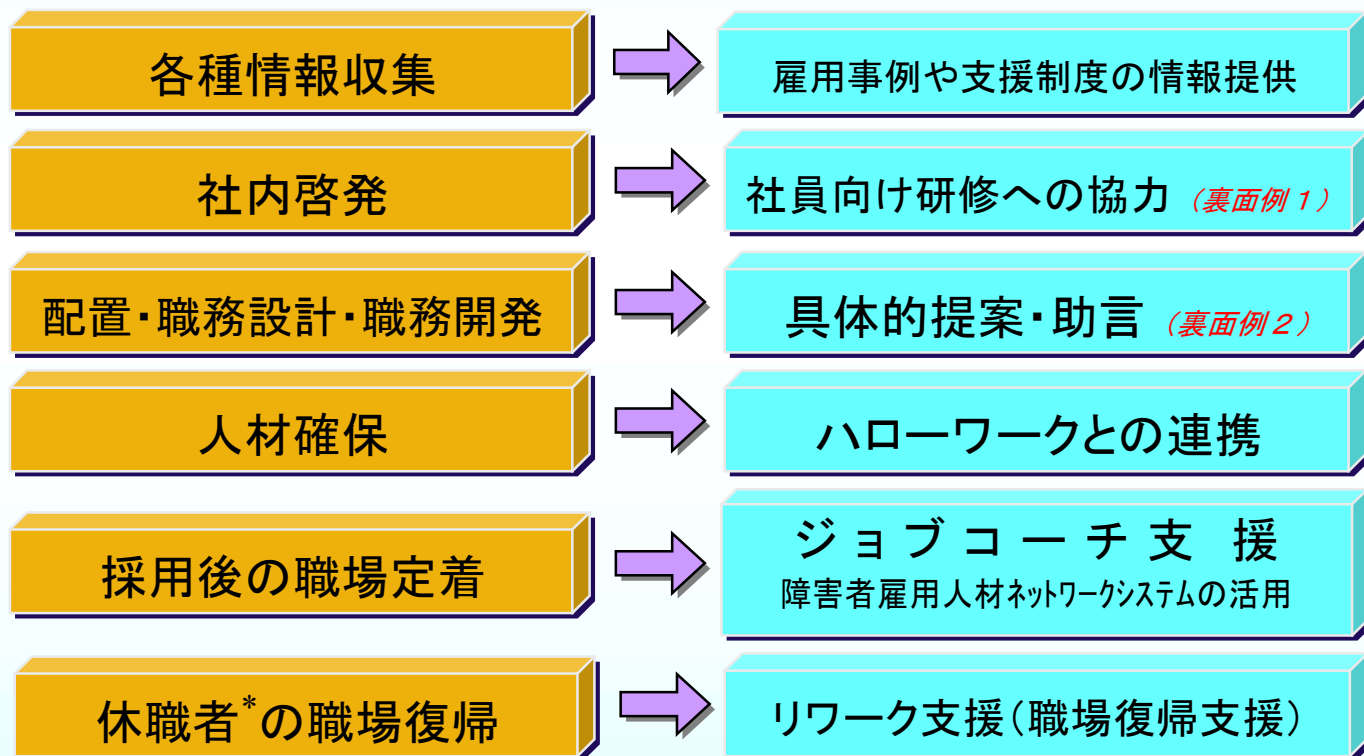 各種情報収集
雇用事例や支援制度の情報提供
社内啓発
社員向け研修への協力（裏面例１）
配置・職務設計・職務開発
具体的提案・助言（裏面例２）
人材確保
ハローワークとの連携
採用後の職場定着
ジョブコーチ支 援
障害者雇用人材ネットワークシステムの活用
休職者*の職場復帰
リワーク支援（職場復帰支援）